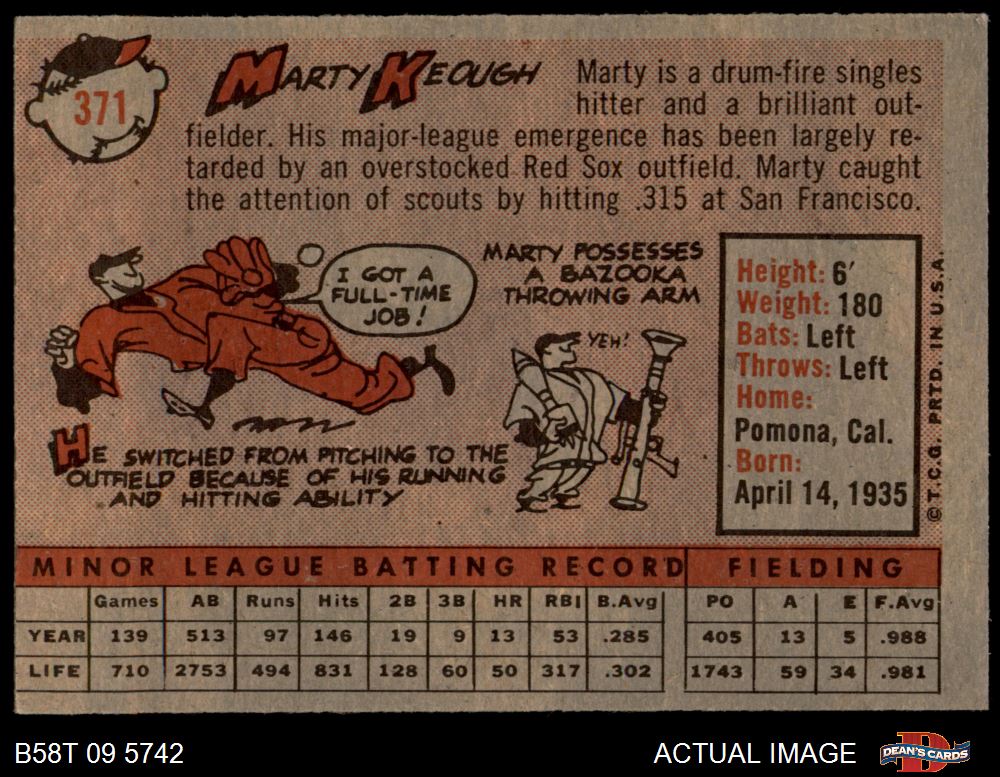 371
MARTY KEOUGH
Marty is a drum-fire singles
hitter and a brilliant out-
fielder. His major-league emergence has been largely re-
tarded by an overstocked Red Sox outfield. Marty caught
the attention of scouts by hitting .315 at San Francisco.
I GOT A
FULL-TIME
JOB!
HE SWITCHED FROM PITCHING TO THE
OUTFIELD BECAUSE OF HIS RUNNING
AND HITTING ABILITY
MARTY POSSESSES
A BAZOOKA
THROWING ARM
YEH!
Height: 6'
Weight: 180
Bats: Left
Throws: Left
Home:
Pomona, Cal.
Born:
April 14, 1935
©T.C.G. PRTD. IN U.S.A.
MINOR LEAGUE BATTING RECORD FIELDING
Games AB Runs Hits 2B 3B HR RBI B.Avg PO A E F.Avg
YEAR 139 513 97 146 19 9 13 53 .285 405 13 5 .988
LIFE 710 2753 494 831 128 60 50 317 .302 1743 59 34 .981
B58T 09 5742 ACTUAL IMAGE DEAN'S CARDS